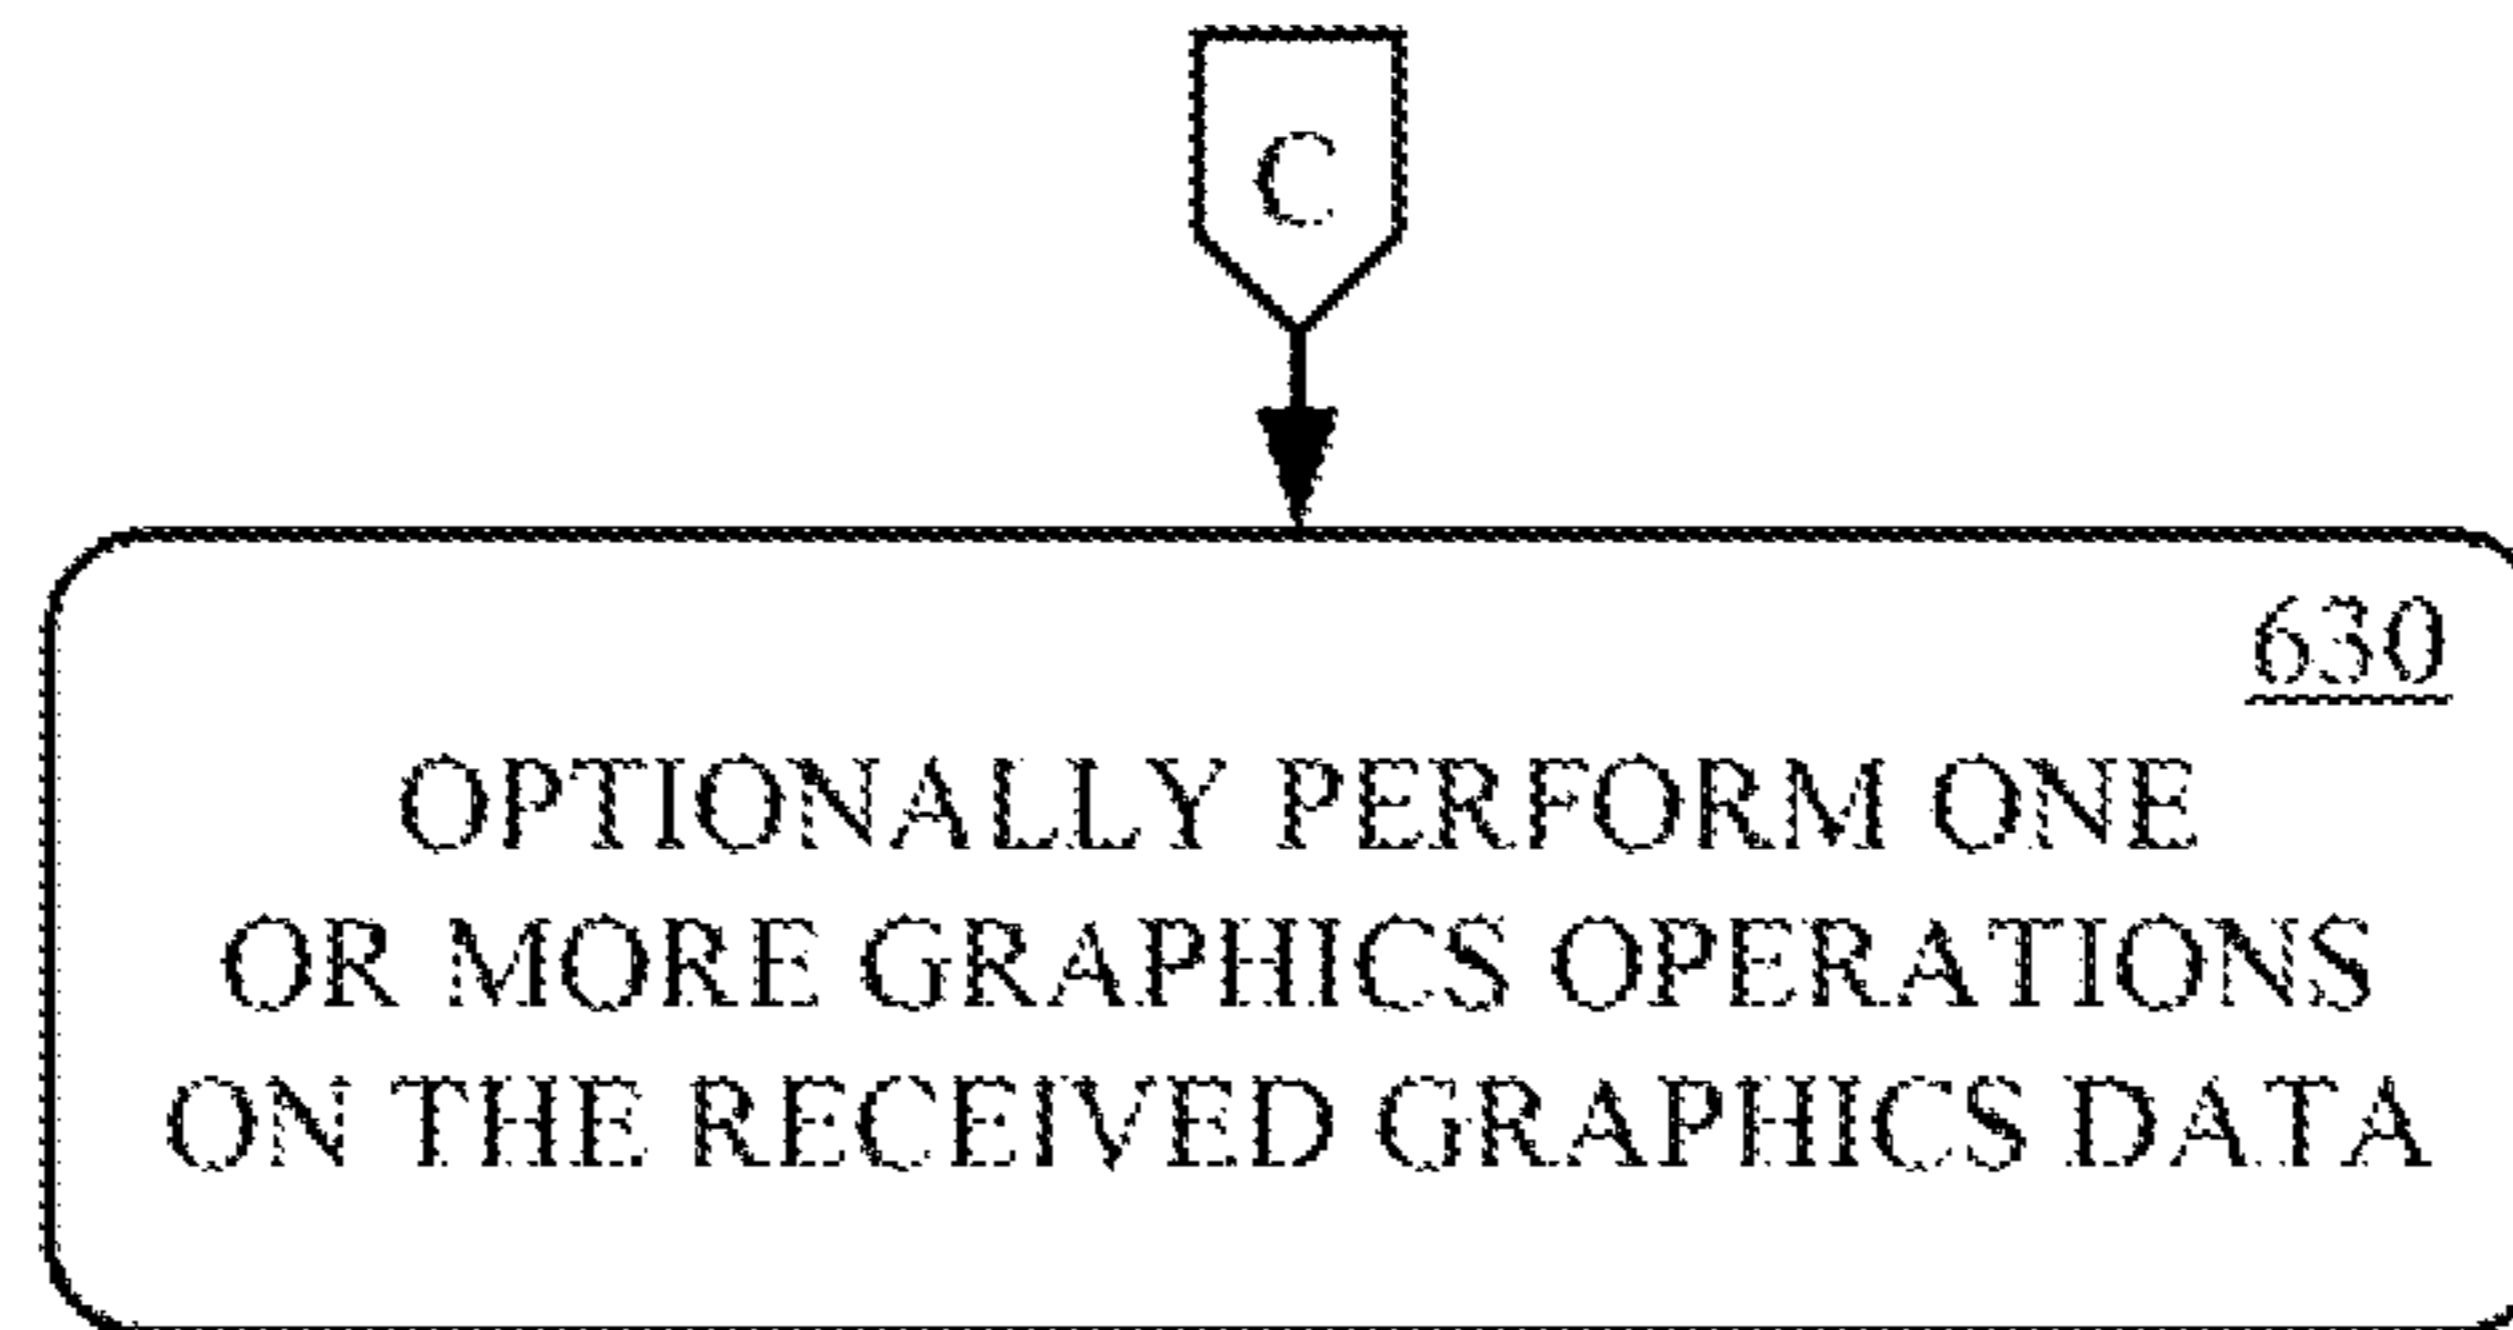 C
630
OPTIONALLY PERFORM ONE
OR MORE GRAPHICS OPERATIONS
ON THE RECEIVED GRAPHICS DATA